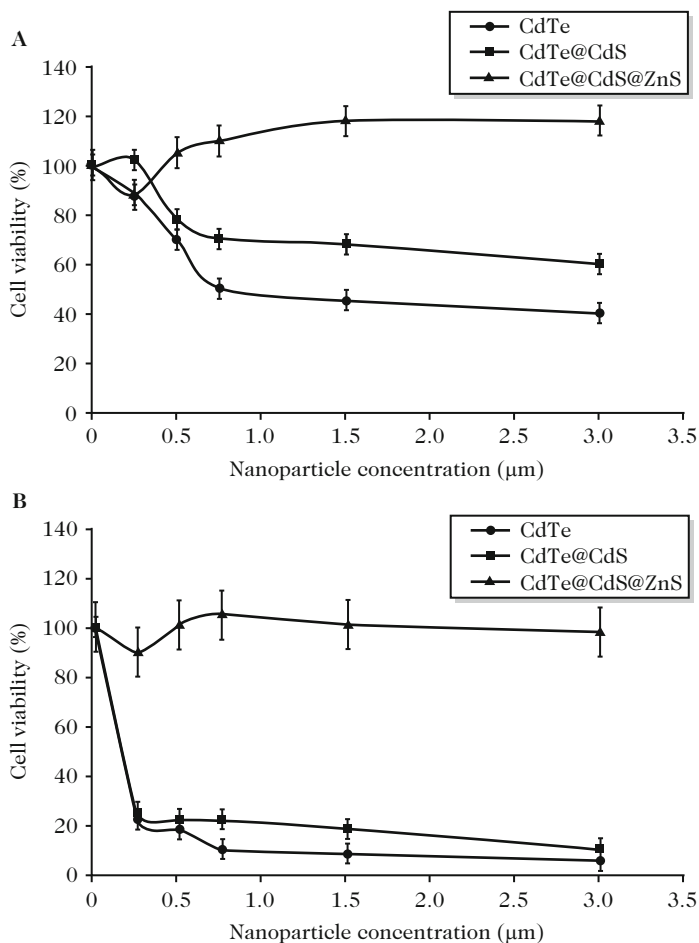 A
CdTe
CdTe@CdS
CdTe@CdS@ZnS
140
120
100
80
60
40
20
0
Cell viability (%)
0 0.5 1.0 1.5 2.0 2.5 3.0 3.5
Nanoparticle concentration (µm)
B
CdTe
CdTe@CdS
CdTe@CdS@ZnS
140
120
100
80
60
40
20
0
Cell viability (%)
0 0.5 1.0 1.5 2.0 2.5 3.0 3.5
Nanoparticle concentration (µm)